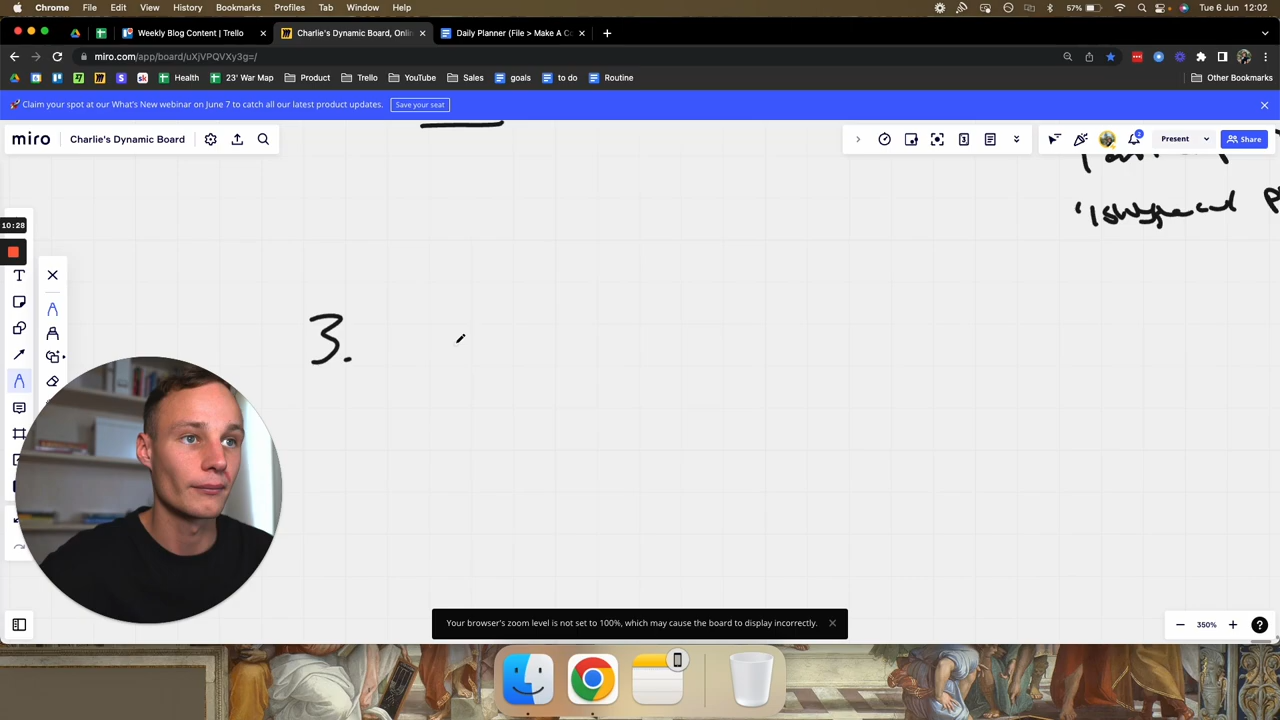 Chrome File Edit View History Bookmarks Profiles Tab Window Help 57% Tue 6 Jun 12:02
Weekly Blog Content | Trello Charlie's Dynamic Board, Onlin Daily Planner (File > Make A Co
miro.com/app/board/uXjVPQVXy3g=/
Health 23' War Map Product Trello YouTube Sales goals to do Routine Other Bookmarks
🚀 Claim your spot at our What's New webinar on June 7 to catch all our latest product updates. Save your seat
miro Charlie's Dynamic Board 3 2 Present Share
10:28
T
3.
Your browser's zoom level is not set to 100%, which may cause the board to display incorrectly.
350% ?